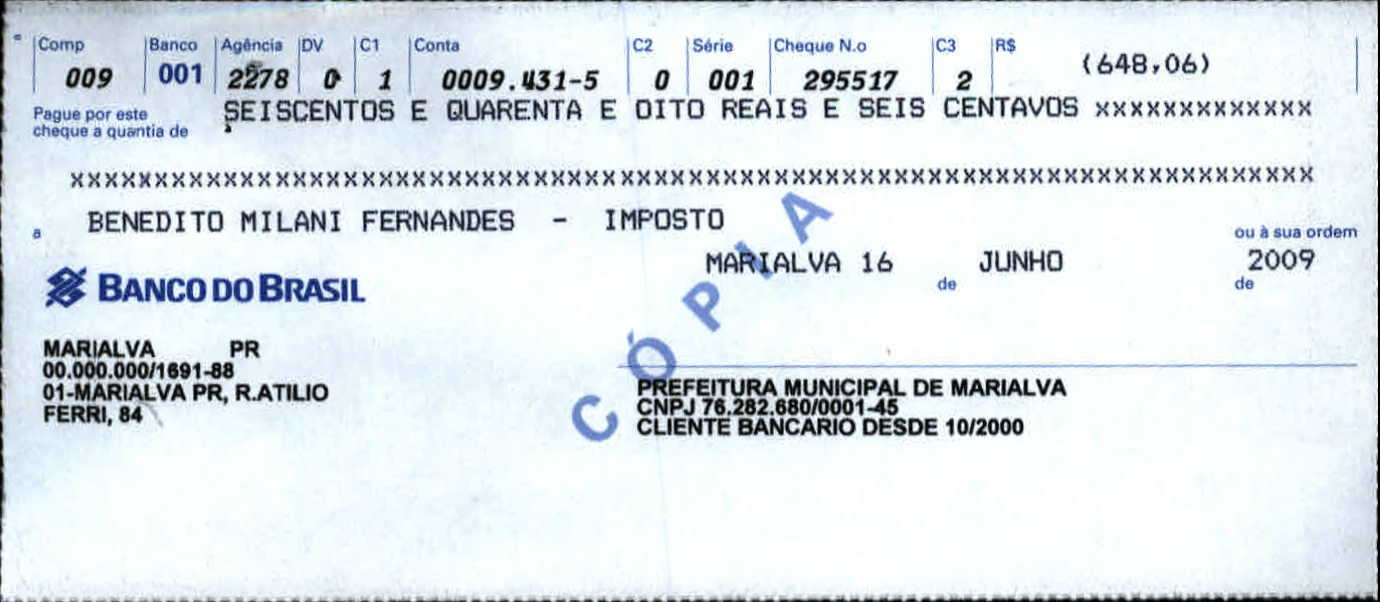 Comp Banco Agência DV C1 Conta C2 Série Cheque N.o C3 R$
009 001 2278 0 1 0009.431-5 0 001 295517 2 (648,06)
Pague por este cheque a quantia de SEISCENTOS E QUARENTA E OITO REAIS E SEIS CENTAVOS xxxxxxxxxxxxx
xxxxxxxxxxxxxxxxxxxxxxxxxxxxxxxxxxxxxxxxxxxxxxxxxxxxxxxxxxxxxxxxxxxxxxxxxx
a BENEDITO MILANI FERNANDES - IMPOSTO ou à sua ordem
MARIALVA 16 de JUNHO de 2009
BANCO DO BRASIL
CÓPIA
MARIALVA PR
00.000.000/1691-88
01-MARIALVA PR, R.ATILIO
FERRI, 84
PREFEITURA MUNICIPAL DE MARIALVA
CNPJ 76.282.680/0001-45
CLIENTE BANCARIO DESDE 10/2000